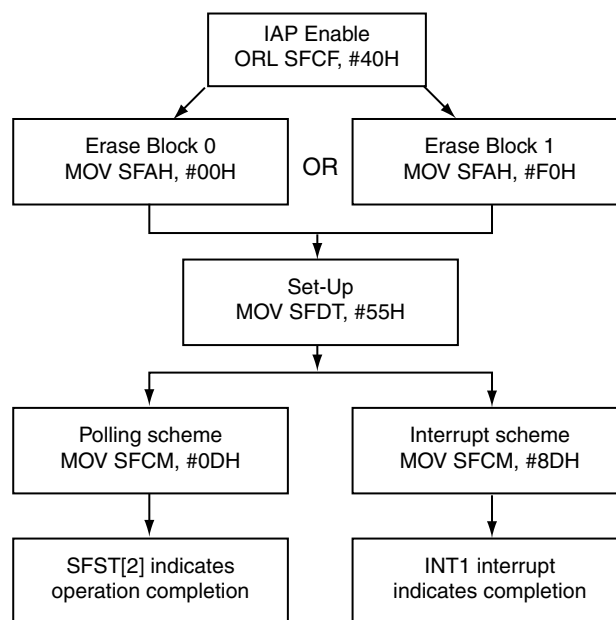 IAP Enable
ORL SFCF, #40H
Erase Block 0
MOV SFAH, #00H
OR
Erase Block 1
MOV SFAH, #F0H
Set-Up
MOV SFDT, #55H
Polling scheme
MOV SFCM, #0DH
Interrupt scheme
MOV SFCM, #8DH
SFST[2] indicates
operation completion
INT1 interrupt
indicates completion